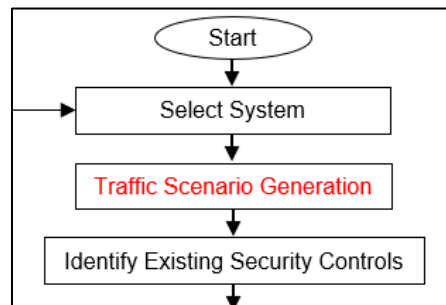 Start
Select System
Traffic Scenario Generation
Identify Existing Security Controls